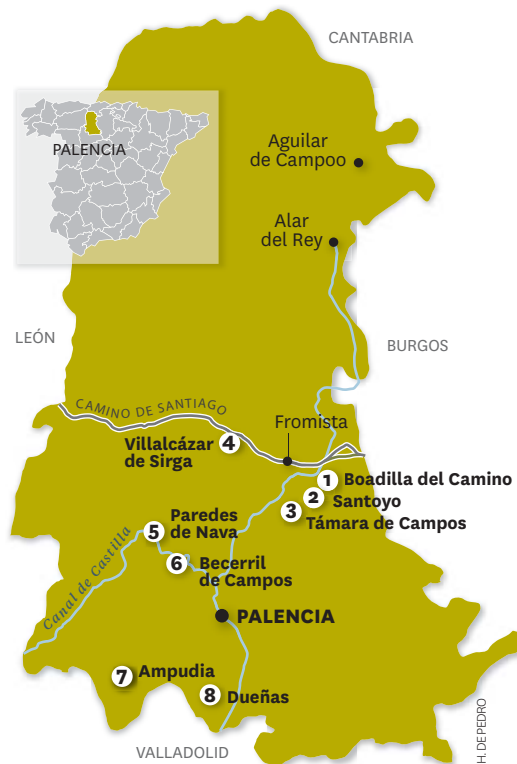 CANTABRIA
PALENCIA
Aguilar
de Campoo
Alar
del Rey
LEÓN
BURGOS
CAMINO DE SANTIAGO
Fromista
4
Villalcázar
de Sirga
1
Boadilla del Camino
2
Santoyo
3
Támara de Campos
5
Paredes
de Nava
6
Becerril
de Campos
Canal de Castilla
PALENCIA
7
Ampudia
8
Dueñas
VALLADOLID
H. DEPEDRO